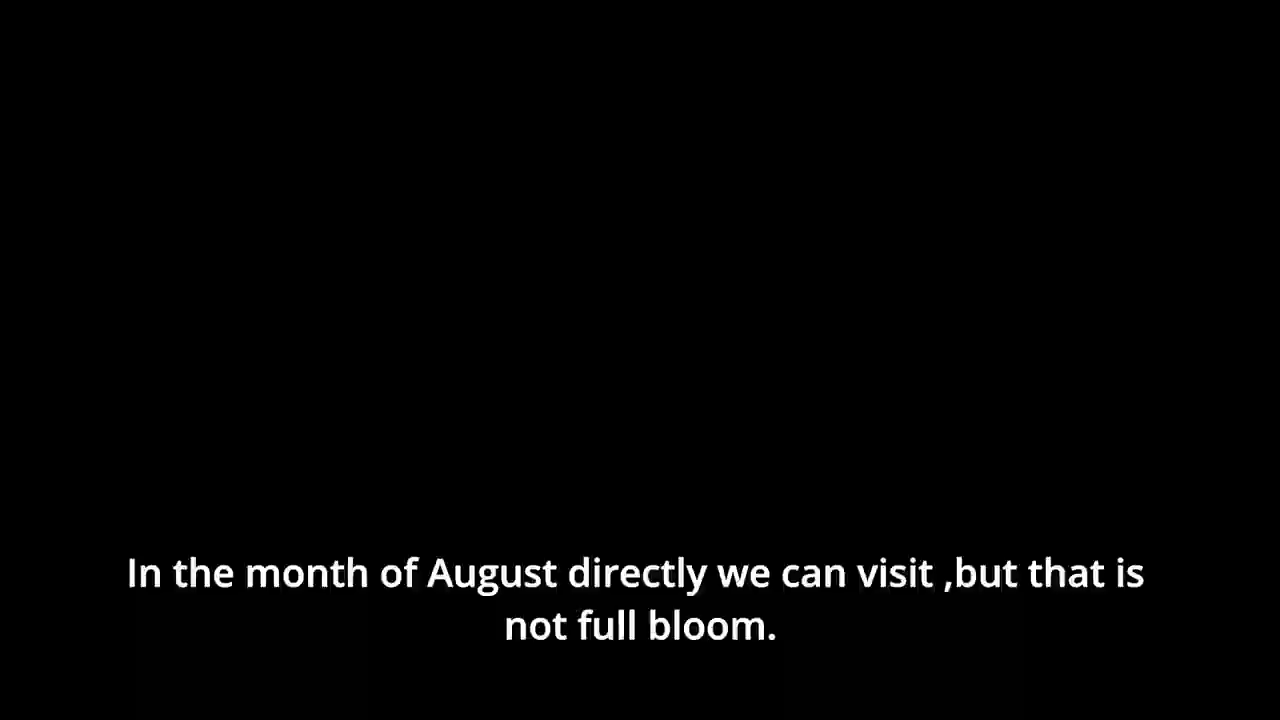 In the month of August directly we can visit ,but that is
not full bloom.